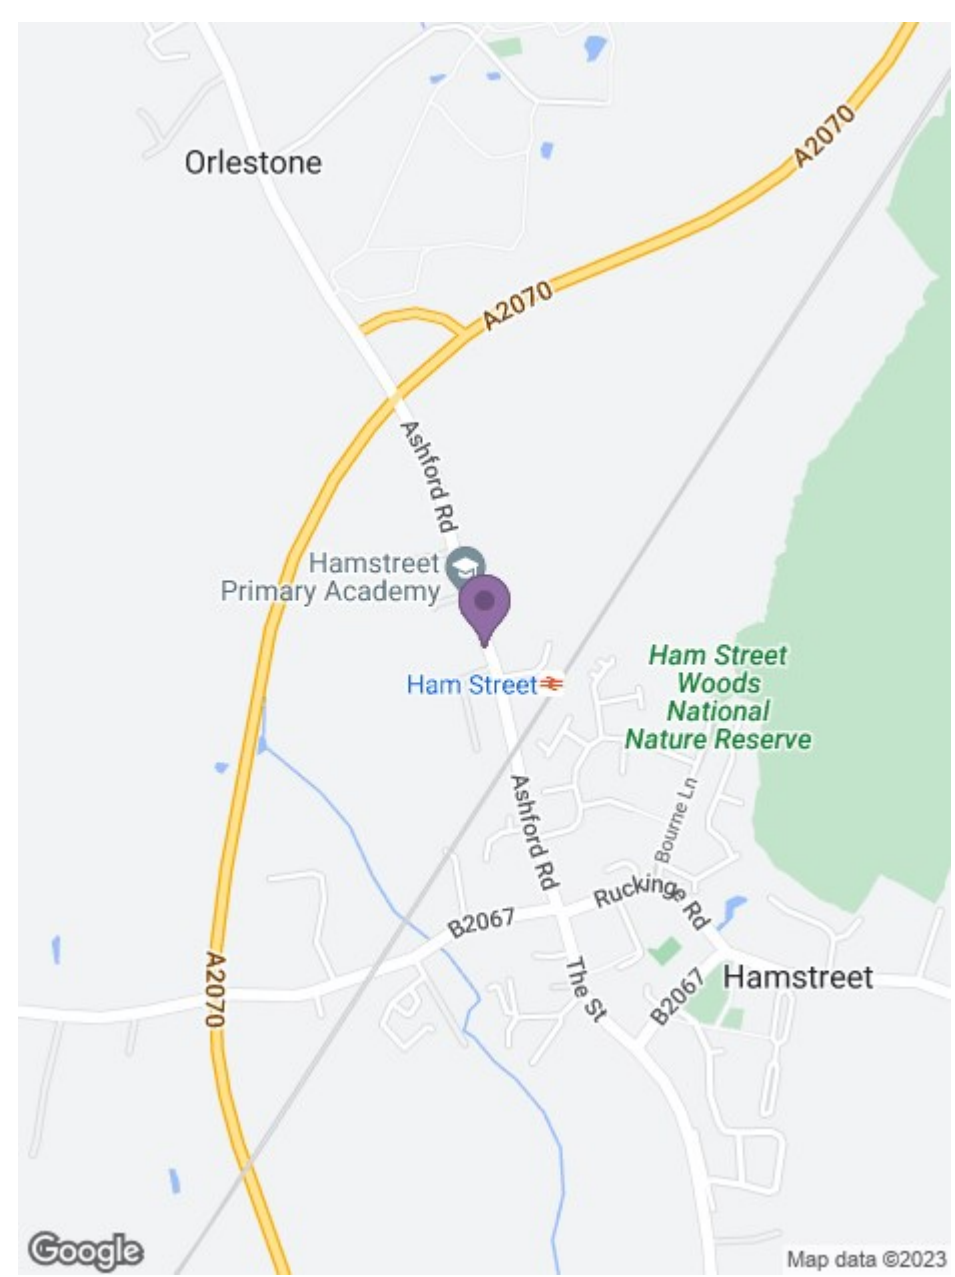 A2070
Orlestone
A2070
Ashford Rd
Hamstreet
Primary Academy
Ham Street
Ham Street
Woods
National
Nature Reserve
Ashford Rd
Bourne Ln
Ruckinge Rd
B2067
A2070
The St
B2067
Hamstreet
Google
Map data ©2023